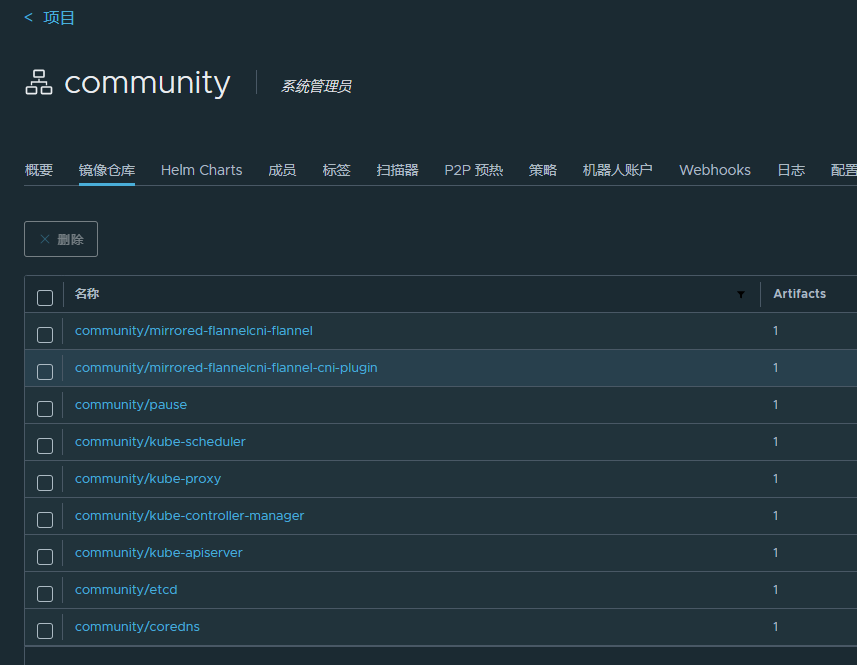 < 项目
community 系统管理员
概要 镜像仓库 Helm Charts 成员 标签 扫描器 P2P 预热 策略 机器人账户 Webhooks 日志 配置
× 删除
名称 Artifacts
community/mirrored-flannelcni-flannel 1
community/mirrored-flannelcni-flannel-cni-plugin 1
community/pause 1
community/kube-scheduler 1
community/kube-proxy 1
community/kube-controller-manager 1
community/kube-apiserver 1
community/etcd 1
community/coredns 1